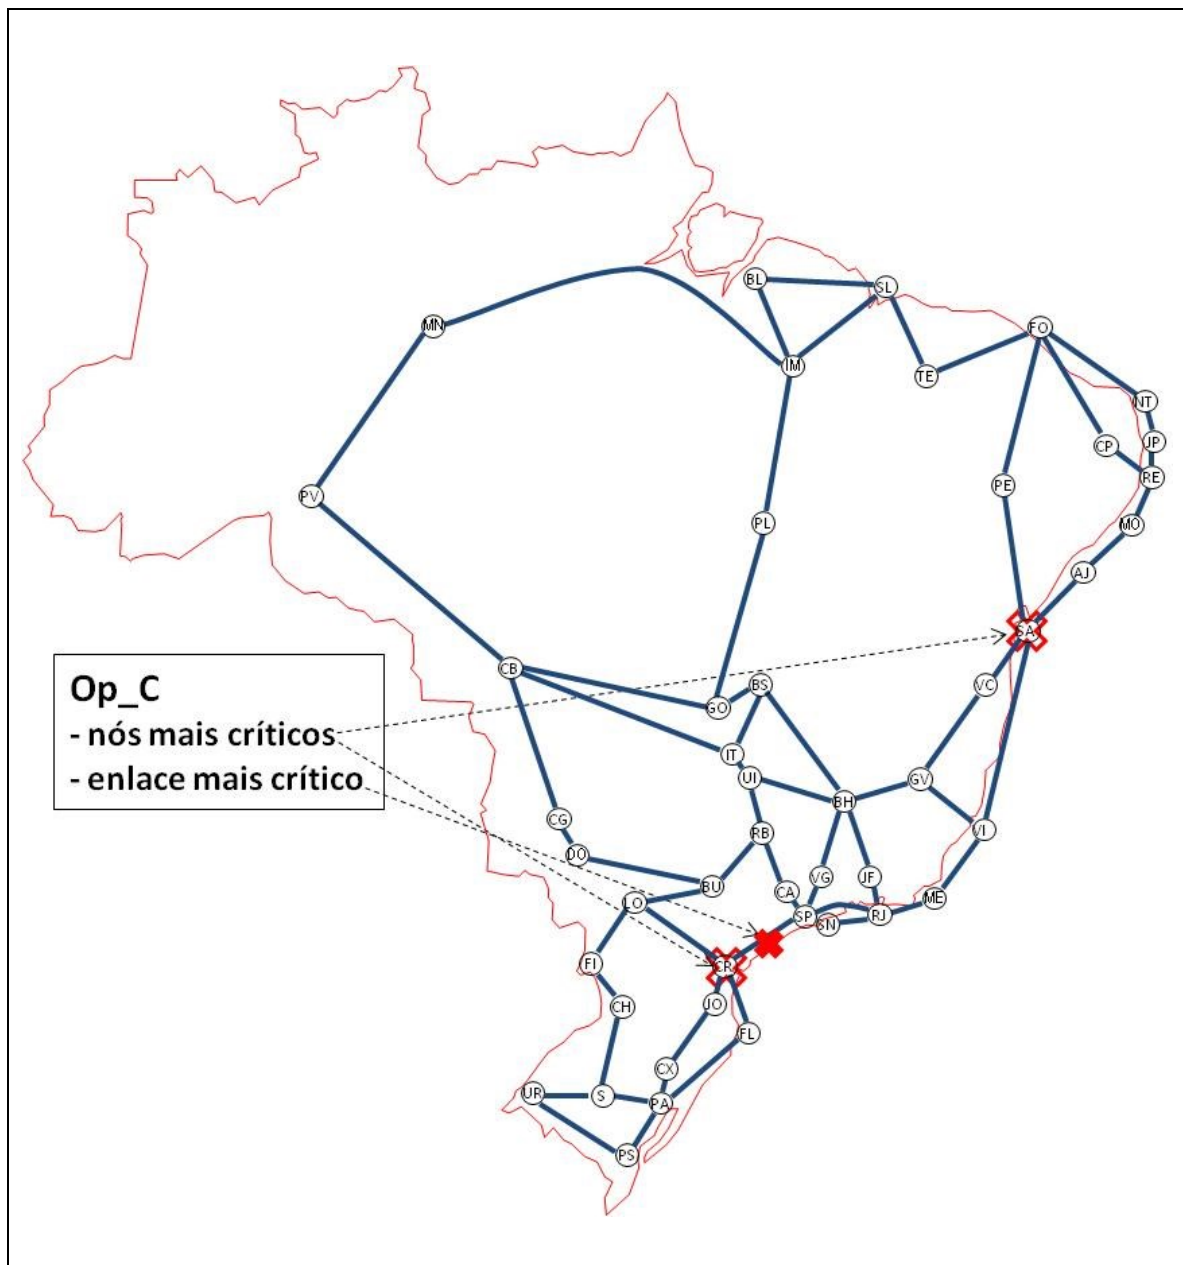 BL
SL
MN
FO
IM
TE
NT
CP
JP
RE
PE
PV
PL
MO
AJ
SA
CB
BS
VC
GO
Op_C
- nós mais críticos
- enlace mais crítico
IT
UI
GV
BH
CG
RB
VI
DO
VG
JF
BU
CA
ME
LO
SP
RJ
SN
FI
CR
CH
JO
FL
CX
UR
S
PA
PS